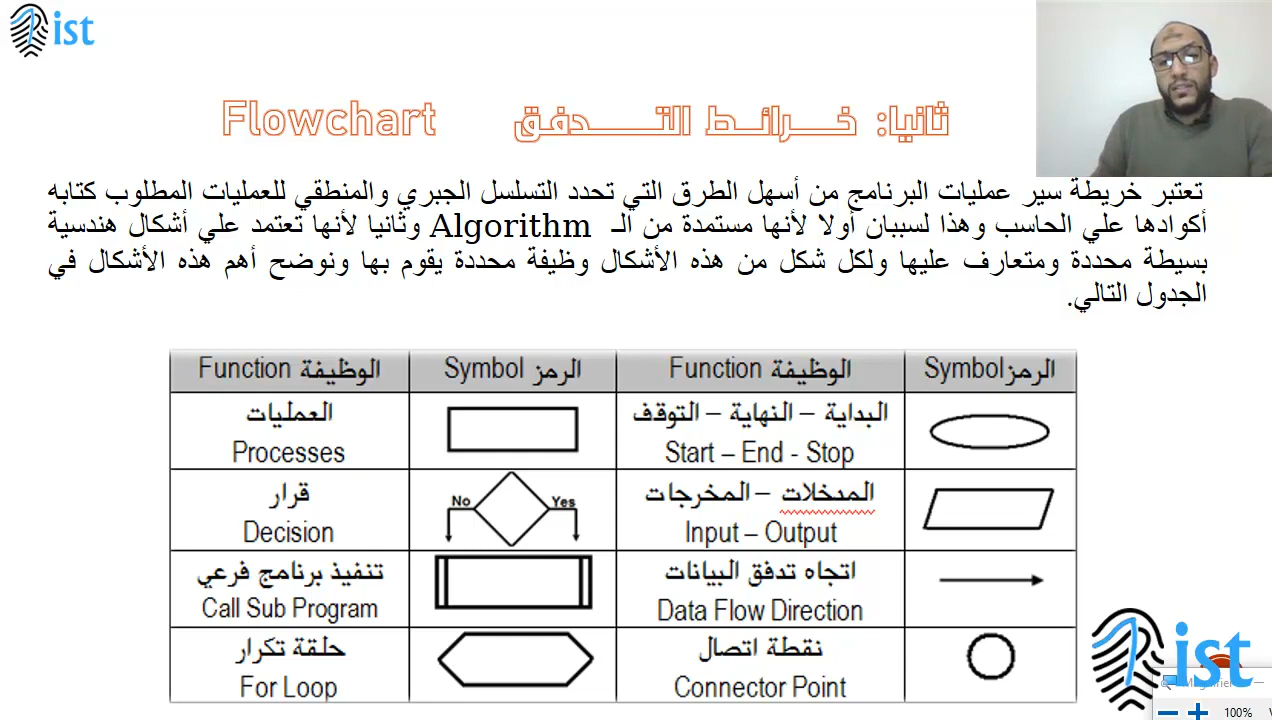 ist
ثانيا: خرائط التدفق Flowchart
تعتبر خريطة سير عمليات البرنامج من أسهل الطرق التي تحدد التسلسل الجبري والمنطقي للعمليات المطلوب كتابه
أكوادها علي الحاسب وهذا لسببان أولا لأنها مستمدة من الـ Algorithm وثانيا لأنها تعتمد علي أشكال هندسية
بسيطة محددة ومتعارف عليها ولكل شكل من هذه الأشكال وظيفة محددة يقوم بها ونوضح أهم هذه الأشكال في
الجدول التالي.
الرمز Symbol الوظيفة Function الرمز Symbol الوظيفة Function
البداية – النهاية – التوقف
Start – End - Stop
العمليات
Processes
المدخلات – المخرجات
Input – Output
No Yes
قرار
Decision
اتجاه تدفق البيانات
Data Flow Direction
تنفيذ برنامج فرعي
Call Sub Program
نقطة اتصال
Connector Point
حلقة تكرار
For Loop
ist
100%